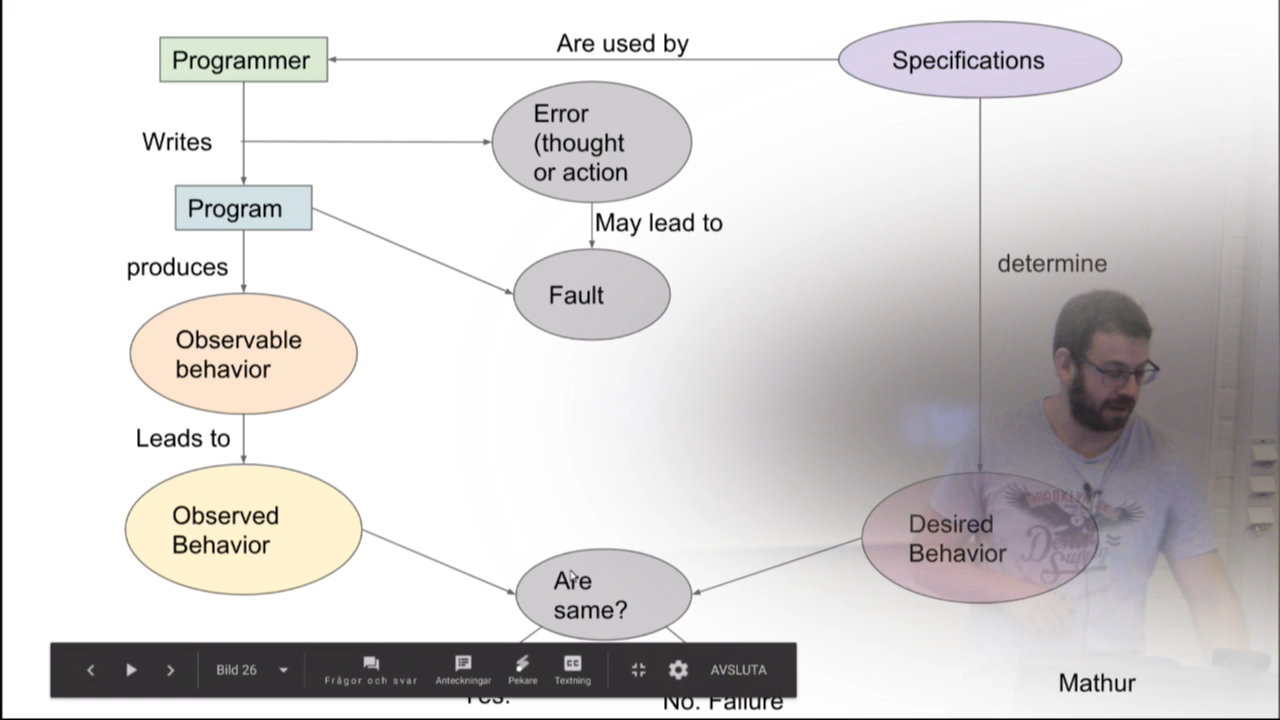 Programmer
Are used by
Specifications
Error
(thought
or action
Writes
Program
May lead to
produces
determine
Fault
Observable
behavior
Leads to
Observed
Behavior
Desired
Behavior
Are
same?
Bild 26
Frågor och svar
Anteckningar
Pekare
CC
Textning
AVSLUTA
Mathur
Yes.
No. Failure